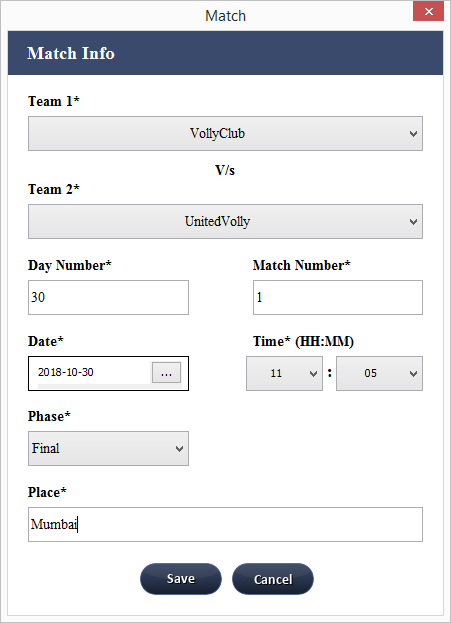 Match
Match Info
Team 1*
VollyClub
V/s
Team 2*
UnitedVolly
Day Number* Match Number*
30 1
Date* Time* (HH:MM)
2018-10-30 ... 11 : 05
Phase*
Final
Place*
Mumbai
Save Cancel